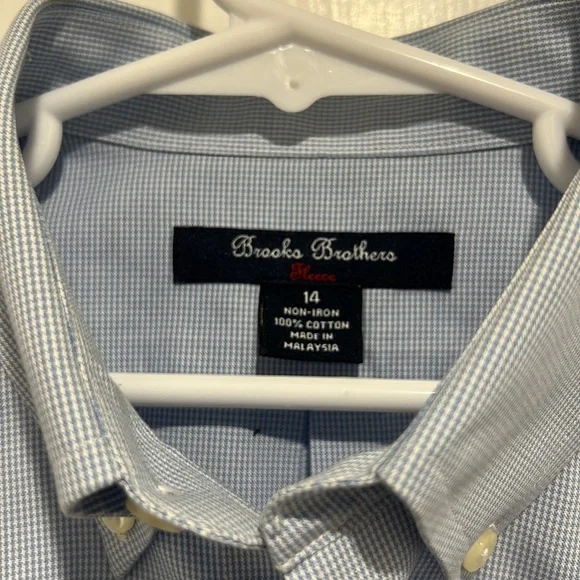 Brooks Brothers
Fleece
14
NON-IRON
100% COTTON
MADE IN
MALAYSIA